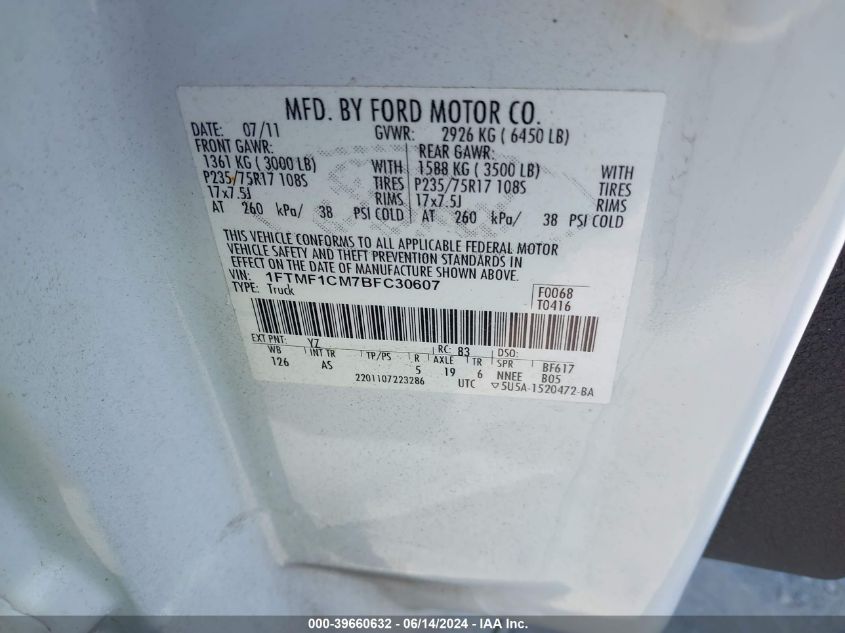 MFD. BY FORD MOTOR CO.
DATE: 07/11 GVWR: 2926 KG ( 6450 LB)
FRONT GAWR: REAR GAWR:
1361 KG ( 3000 LB) WITH 1588 KG ( 3500 LB) WITH
P235/75R17 108S TIRES P235/75R17 108S TIRES
17x7.5J RIMS 17x7.5J RIMS
AT 260 kPa/ 38 PSI COLD AT 260 kPa/ 38 PSI COLD
THIS VEHICLE CONFORMS TO ALL APPLICABLE FEDERAL MOTOR
VEHICLE SAFETY AND THEFT PREVENTION STANDARDS IN
EFFECT ON THE DATE OF MANUFACTURE SHOWN ABOVE.
VIN: 1FTMF1CM7BFC30607
TYPE: Truck
F0068
T0416
EXT PNT: YZ RC: 83 DSO:
WB INT TR TP/PS R AXLE TR SPR BF617
126 AS 5 19 6 NNEE B05
2201107223286 UTC ▽5U5A-1520472-BA
000-39660632 - 06/14/2024 - IAA Inc.